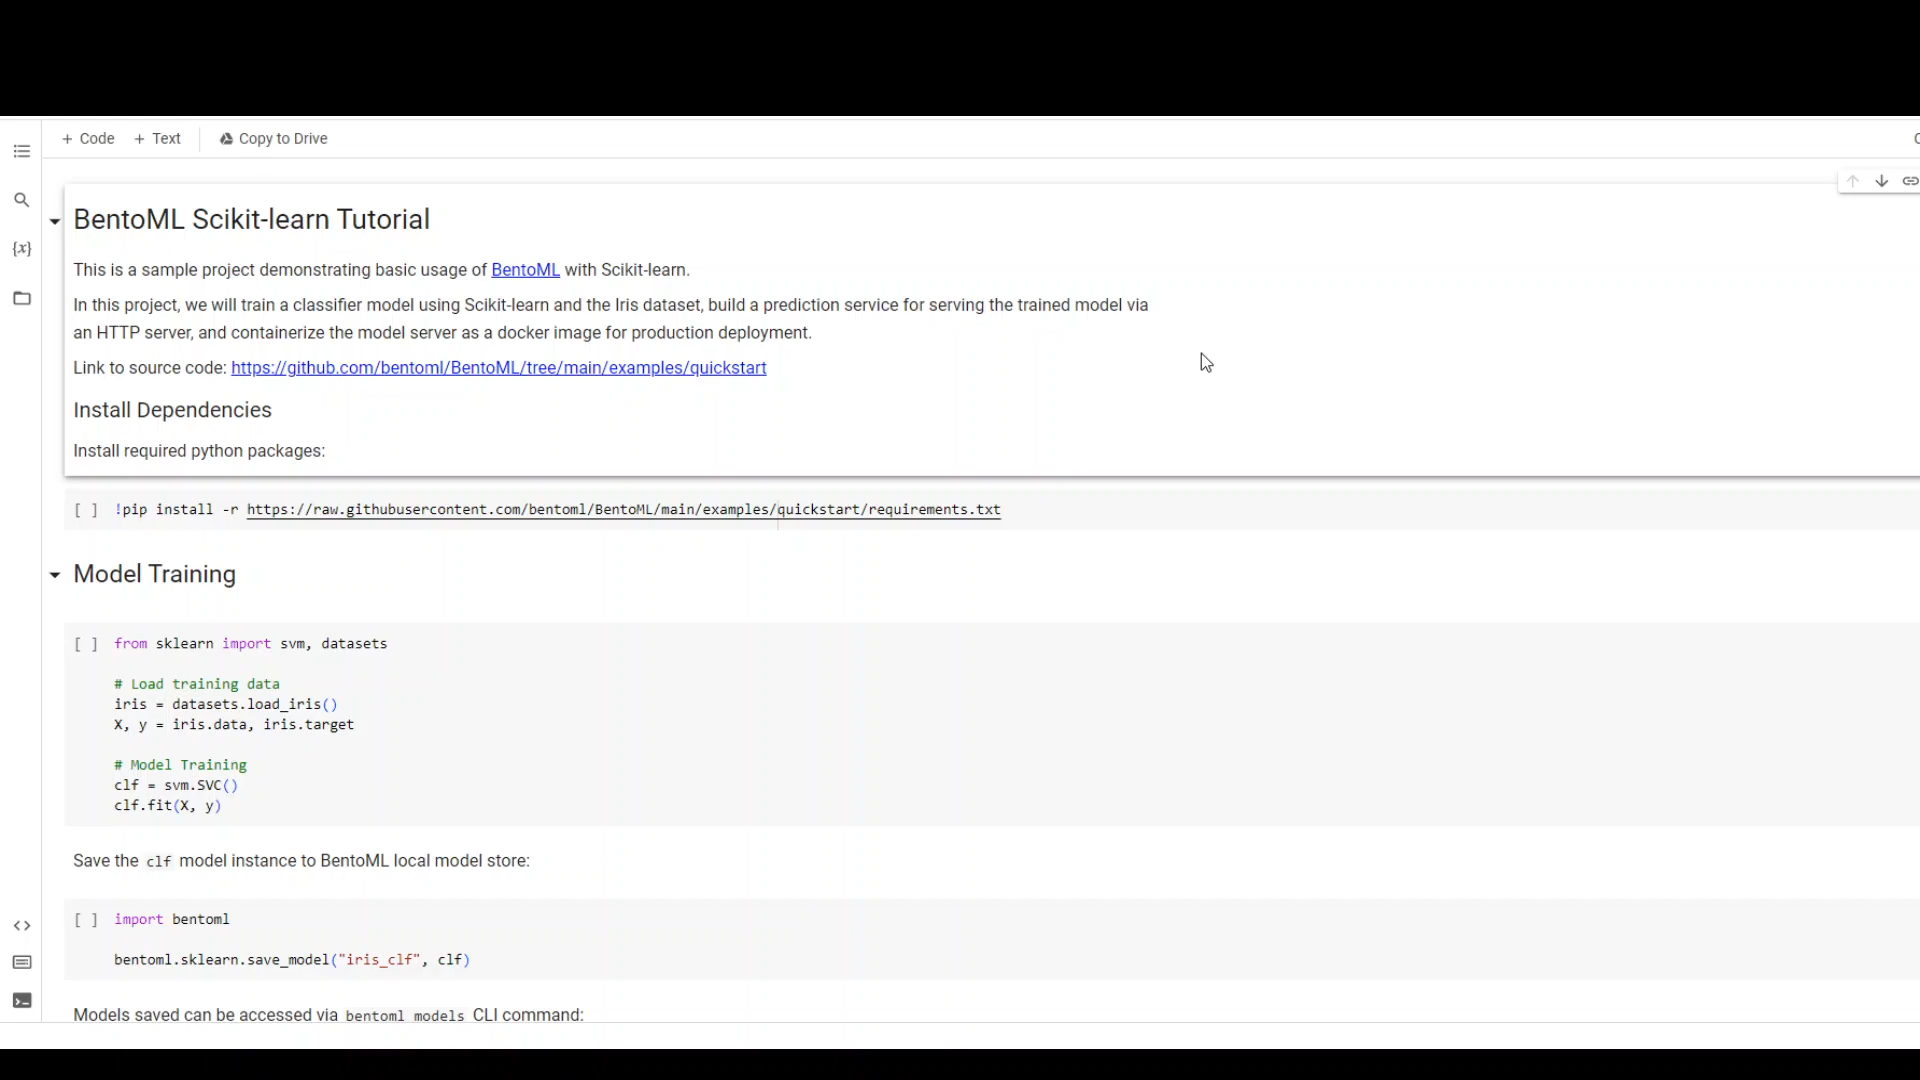 + Code + Text Copy to Drive
BentoML Scikit-learn Tutorial
This is a sample project demonstrating basic usage of BentoML with Scikit-learn.
In this project, we will train a classifier model using Scikit-learn and the Iris dataset, build a prediction service for serving the trained model via
an HTTP server, and containerize the model server as a docker image for production deployment.
Link to source code: https://github.com/bentoml/BentoML/tree/main/examples/quickstart
Install Dependencies
Install required python packages:
[ ] !pip install -r https://raw.githubusercontent.com/bentoml/BentoML/main/examples/quickstart/requirements.txt
Model Training
[ ] from sklearn import svm, datasets
# Load training data
iris = datasets.load_iris()
X, y = iris.data, iris.target
# Model Training
clf = svm.SVC()
clf.fit(X, y)
Save the clf model instance to BentoML local model store:
[ ] import bentoml
bentoml.sklearn.save_model("iris_clf", clf)
Models saved can be accessed via bentoml models CLI command: